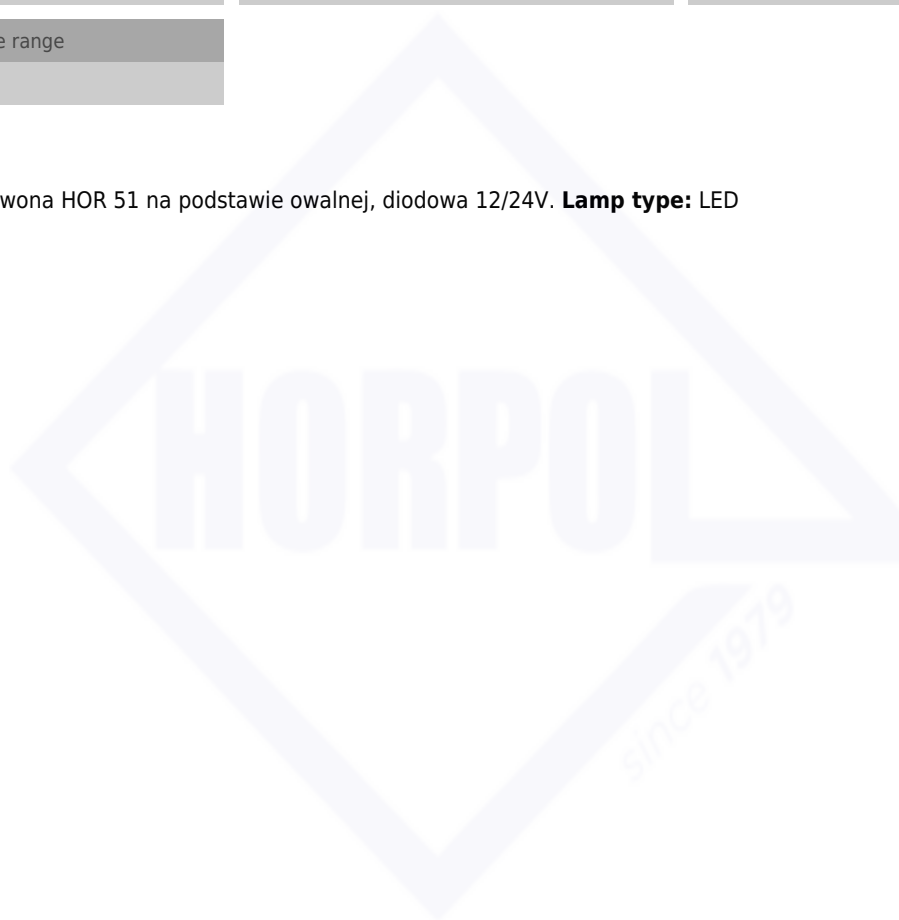 e range
wona HOR 51 na podstawie owalnej, diodowa 12/24V. Lamp type: LED
HORPOL
since 1979